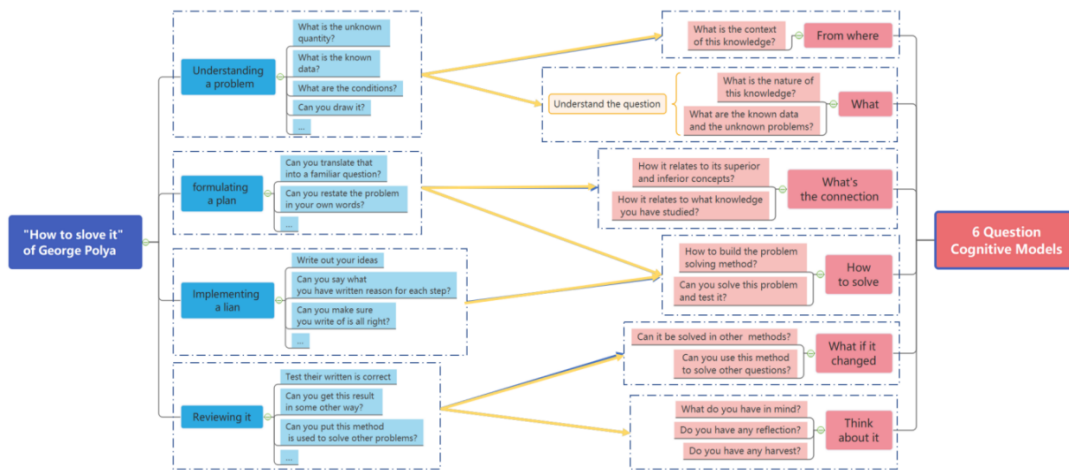 "How to slove it"
of George Polya
Understanding
a problem
What is the unknown
quantity?
What is the known
data?
What are the conditions?
Can you draw it?
...
formulating
a plan
Can you translate that
into a familiar question?
Can you restate the problem
in your own words?
...
Implementing
a lian
Write out your ideas
Can you say what
you have written reason for each step?
Can you make sure
you write of is all right?
...
Reviewing it
Test their written is correct
Can you get this result
in some other way?
Can you put this method
is used to solve other problems?
...
What is the context
of this knowledge?
From where
Understand the question
What is the nature of
this knowledge?
What are the known data
and the unknown problems?
What
How it relates to its superior
and inferior concepts?
How it relates to what knowledge
you have studied?
What's
the connection
How to build the problem
solving method?
Can you solve this problem
and test it?
How
to solve
Can it be solved in other methods?
Can you use this method
to solve other questions?
What if it
changed
What do you have in mind?
Do you have any reflection?
Do you have any harvest?
Think
about it
6 Question
Cognitive Models